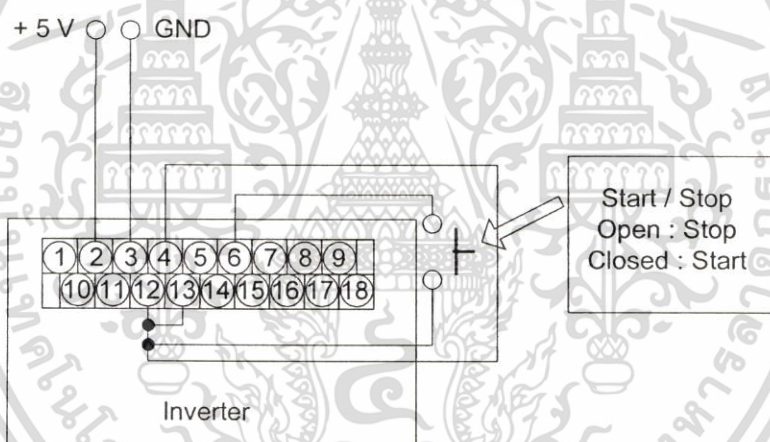 + 5 V GND
Start / Stop
Open : Stop
Closed : Start
1 2 3 4 5 6 7 8 9
10 11 12 13 14 15 16 17 18
Inverter